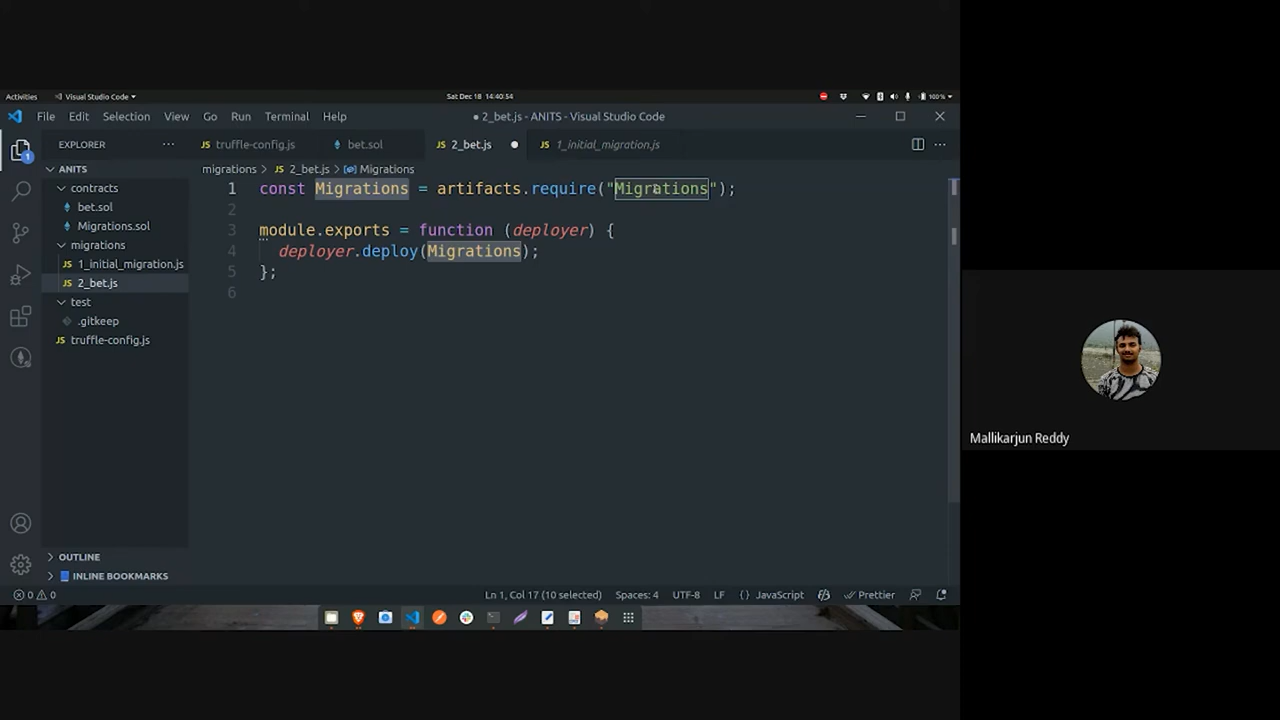 Activities
Visual Studio Code
Sat Dec 18 14:40:54
100%
File Edit Selection View Go Run Terminal Help
● 2_bet.js - ANITS - Visual Studio Code
EXPLORER
truffle-config.js
bet.sol
2_bet.js
1_initial_migration.js
ANITS
migrations > 2_bet.js > Migrations
contracts
bet.sol
Migrations.sol
migrations
1_initial_migration.js
2_bet.js
test
.gitkeep
truffle-config.js
1 const Migrations = artifacts.require("Migrations");
2
3 module.exports = function (deployer) {
4 deployer.deploy(Migrations);
5 };
6
1
Mallikarjun Reddy
OUTLINE
INLINE BOOKMARKS
0 0
Ln 1, Col 17 (10 selected)
Spaces: 4
UTF-8
LF
{ } JavaScript
Prettier